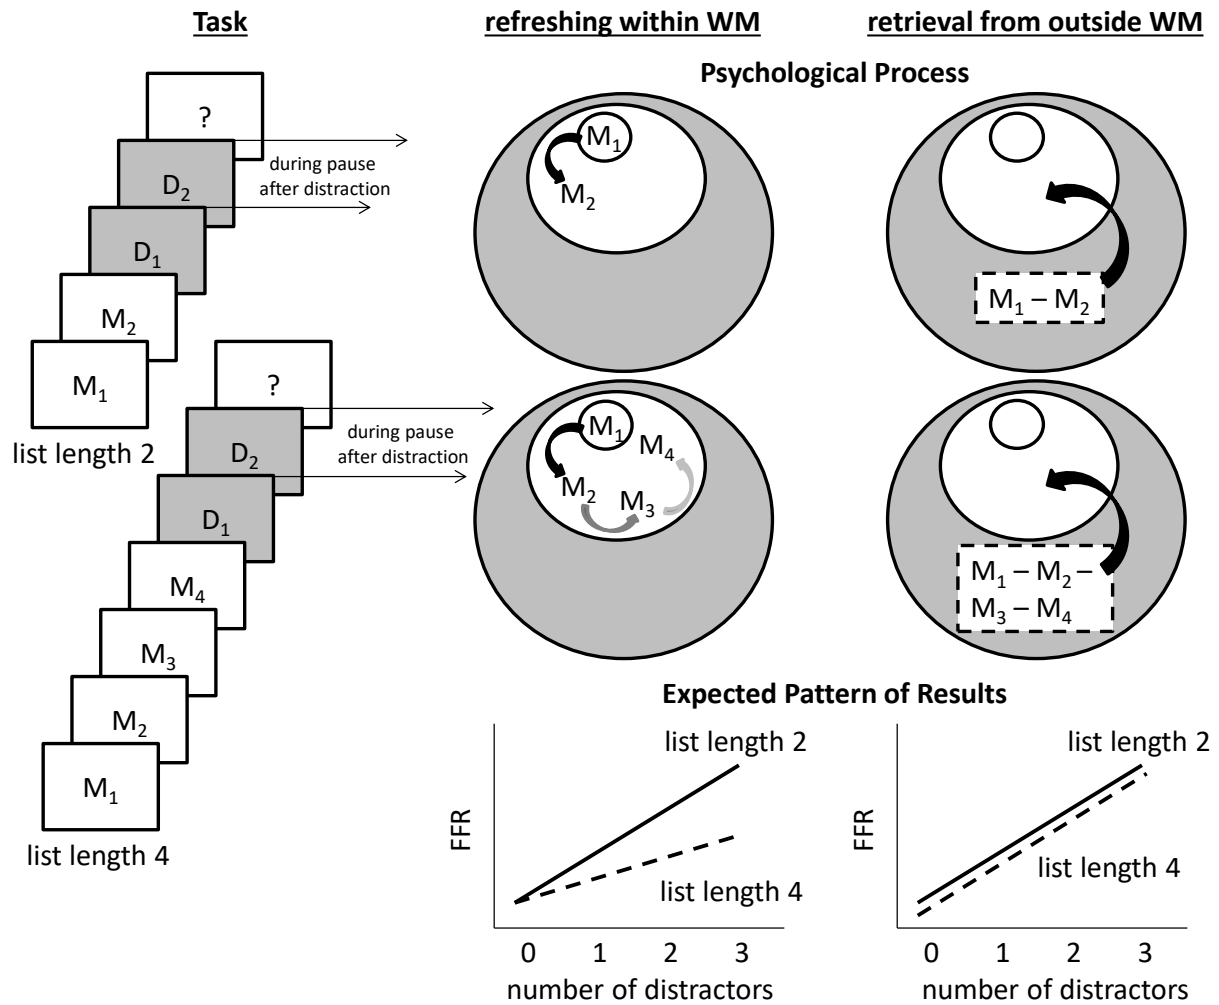 Task
refreshing within WM
retrieval from outside WM
Psychological Process
?
D2
D1
M2
M1
list length 2
during pause
after distraction
?
D2
D1
M4
M3
M2
M1
list length 4
during pause
after distraction
M1
M2
M1 – M2
M1
M4
M2
M3
M1 – M2 –
M3 – M4
Expected Pattern of Results
FFR
list length 2
list length 4
0 1 2 3
number of distractors
FFR
list length 2
list length 4
0 1 2 3
number of distractors